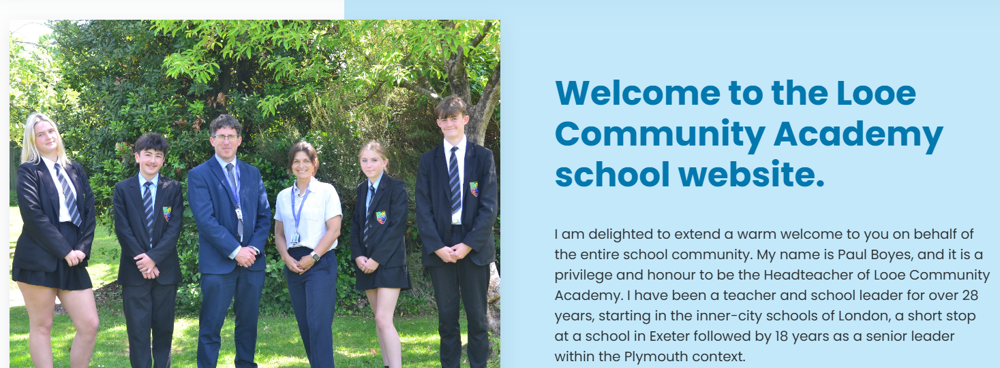 Welcome to the Looe
Community Academy
school website.
I am delighted to extend a warm welcome to you on behalf of
the entire school community. My name is Paul Boyes, and it is a
privilege and honour to be the Headteacher of Looe Community
Academy. I have been a teacher and school leader for over 28
years, starting in the inner-city schools of London, a short stop
at a school in Exeter followed by 18 years as a senior leader
within the Plymouth context.